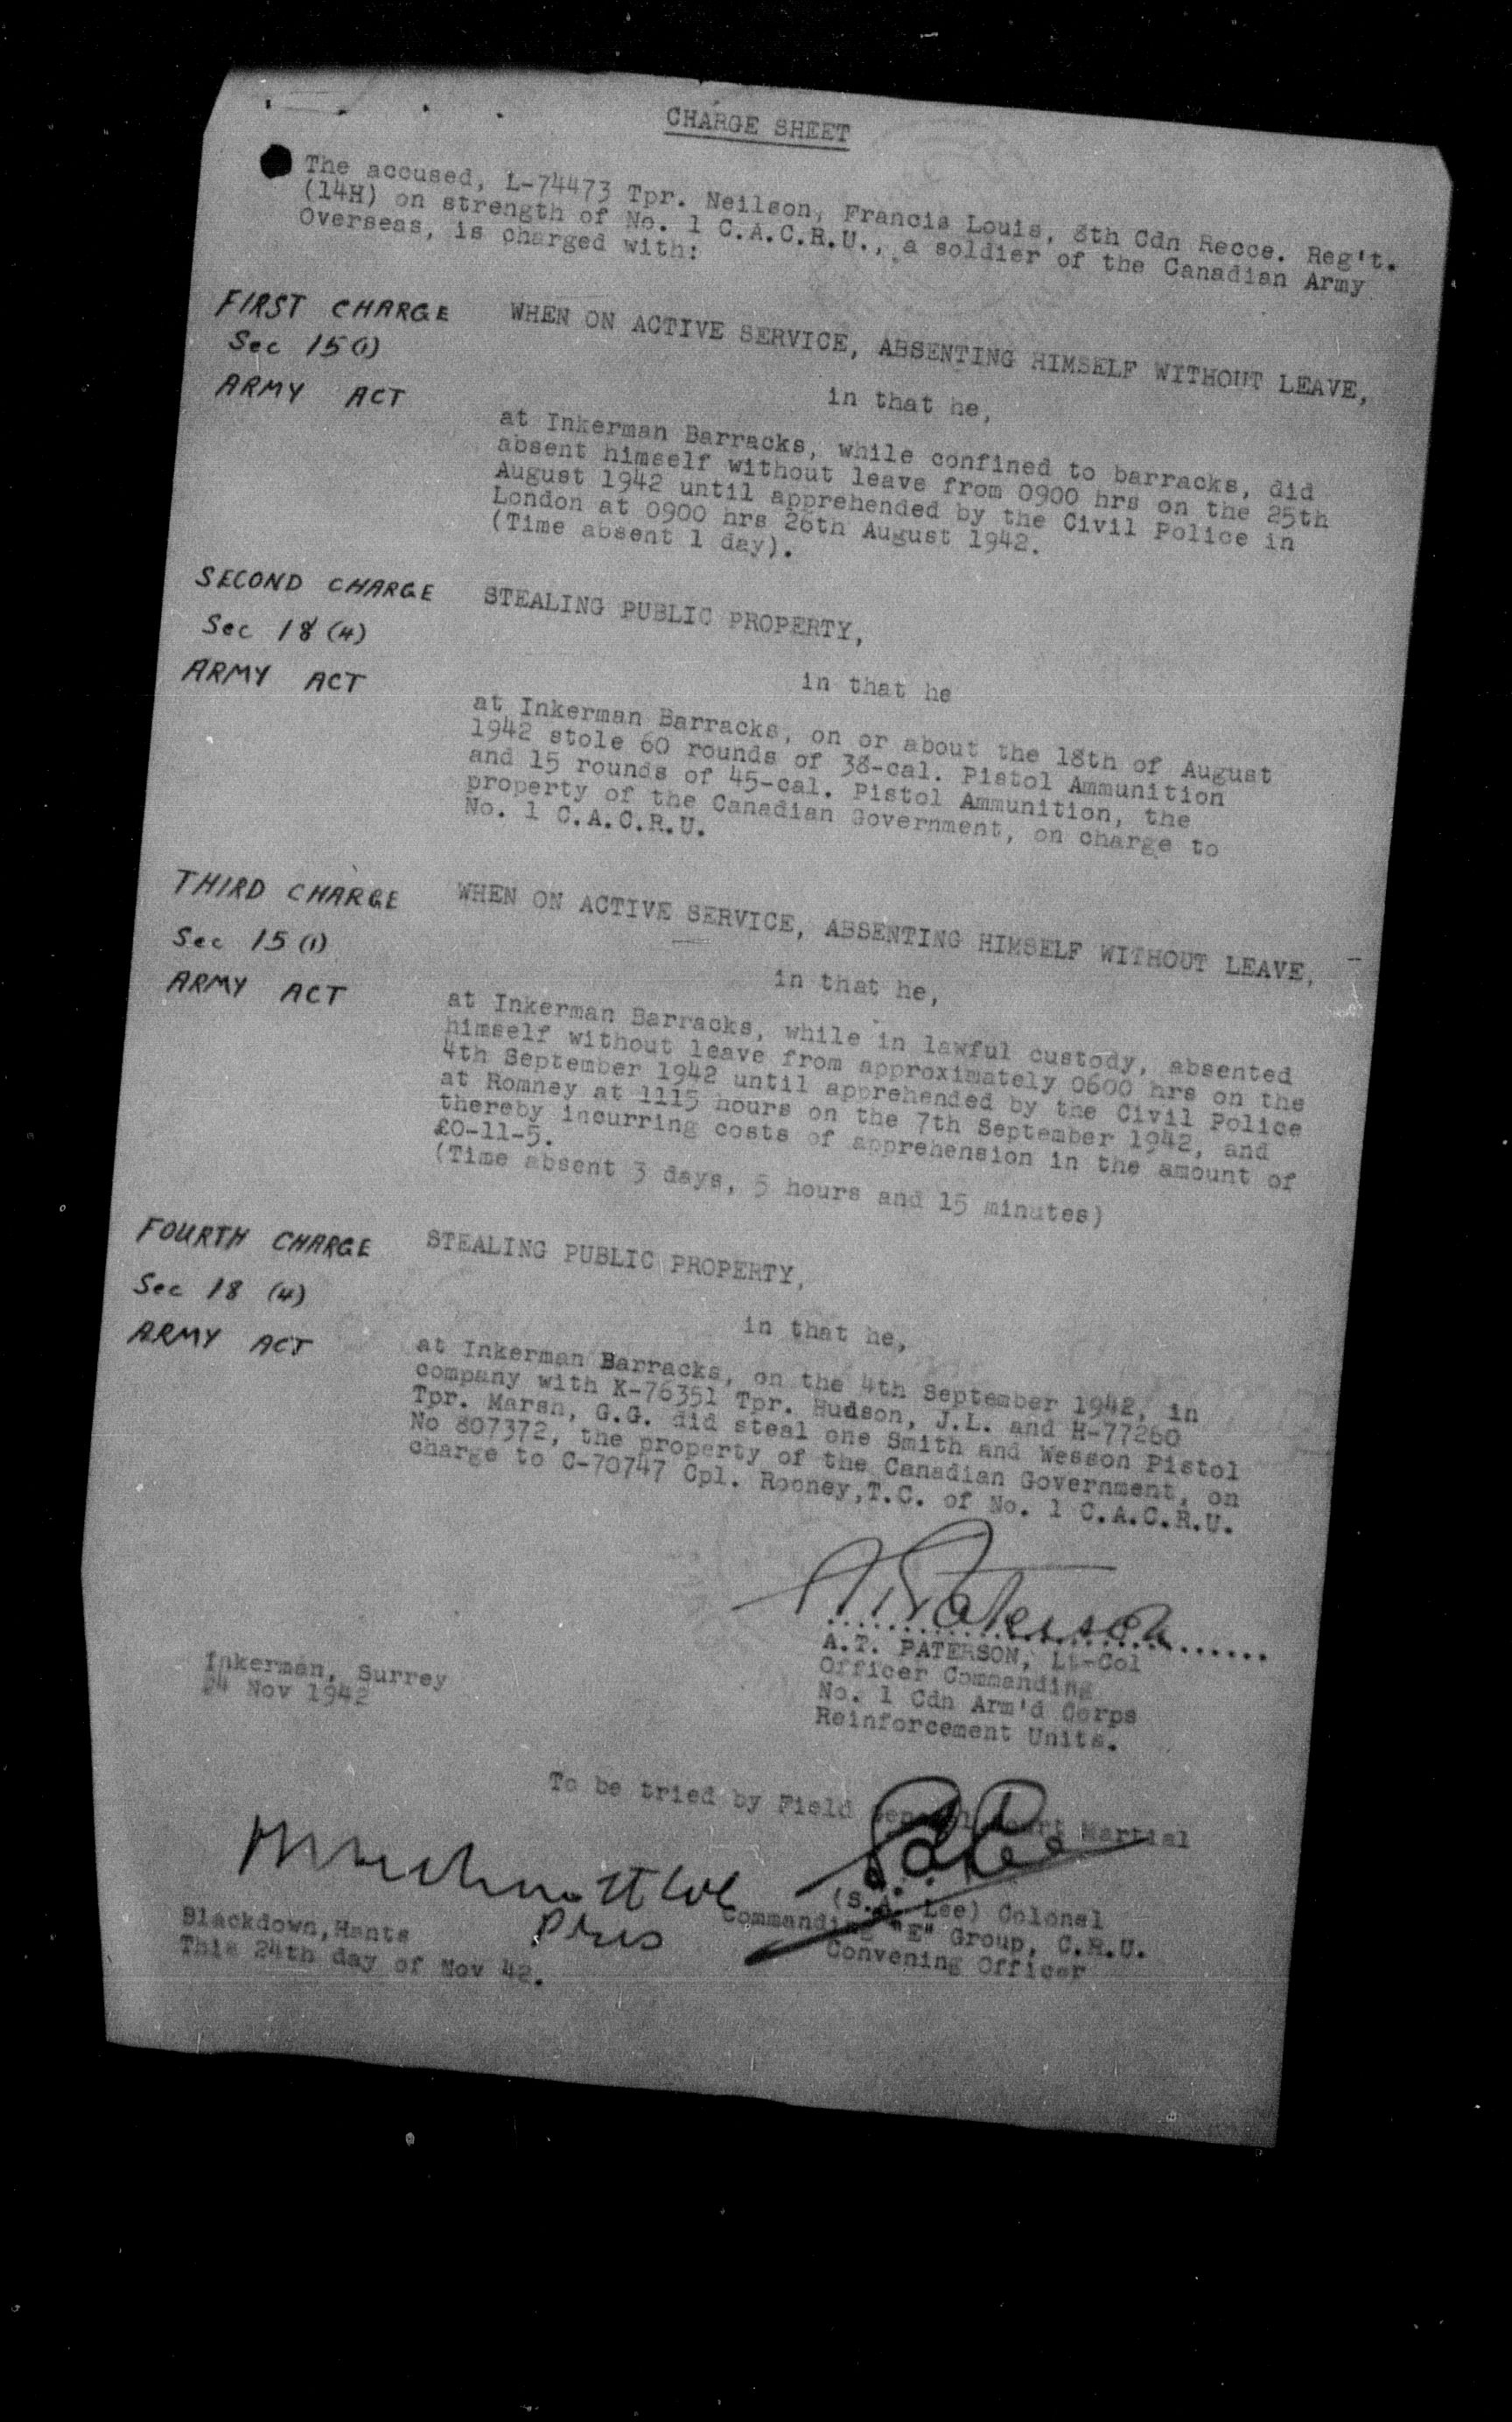 CHARGE SHEET
The accused, L-74473 Tpr. Neilson, Francis Louis, 8th Cdn Recce. Reg't.
(14H) on strength of No. 1 C.A.C.R.U., a soldier of the Canadian Army
Overseas, is charged with:
FIRST CHARGE
Sec 15(1)
ARMY ACT
WHEN ON ACTIVE SERVICE, ABSENTING HIMSELF WITHOUT LEAVE,
in that he,
at Inkerman Barracks, while confined to barracks, did
absent himself without leave from 0900 hrs on the 25th
August 1942 until apprehended by the Civil Police in
London at 0900 hrs 26th August 1942.
(Time absent 1 day).
SECOND CHARGE
Sec 18 (4)
ARMY ACT
STEALING PUBLIC PROPERTY,
in that he
at Inkerman Barracks, on or about the 18th of August
1942 stole 60 rounds of 38-cal. Pistol Ammunition
and 15 rounds of 45-cal. Pistol Ammunition, the
property of the Canadian Government, on charge to
No. 1 C.A.C.R.U.
THIRD CHARGE
Sec 15 (1)
ARMY ACT
WHEN ON ACTIVE SERVICE, ABSENTING HIMSELF WITHOUT LEAVE,
in that he,
at Inkerman Barracks, while in lawful custody, absented
himself without leave from approximately 0600 hrs on the
4th September 1942 until apprehended by the Civil Police
at Romney at 1115 hours on the 7th September 1942, and
thereby incurring costs of apprehension in the amount of
£0-11-5.
(Time absent 3 days, 5 hours and 15 minutes)
FOURTH CHARGE
Sec 18 (4)
ARMY ACT
STEALING PUBLIC PROPERTY,
in that he,
at Inkerman Barracks, on the 4th September 1942, in
company with K-76351 Tpr. Hudson, J.L. and H-77260
Tpr. Marsh, G.G. did steal one Smith and Wesson Pistol
No 807372, the property of the Canadian Government, on
charge to C-70747 Cpl. Rooney,T.C. of No. 1 C.A.C.R.U.
A.T. Paterson
A.T. PATERSON, Lt-Col
Officer Commanding
No. 1 Cdn Arm'd Corps
Reinforcement Units.
Inkerman, Surrey
24 Nov 1942
To be tried by Field General Court Martial
Lt Col
Pres
(S.A. Lee) Colonel
Commanding "E" Group, C.R.U.
Convening Officer
Blackdown,Hants
This 24th day of Nov 42.